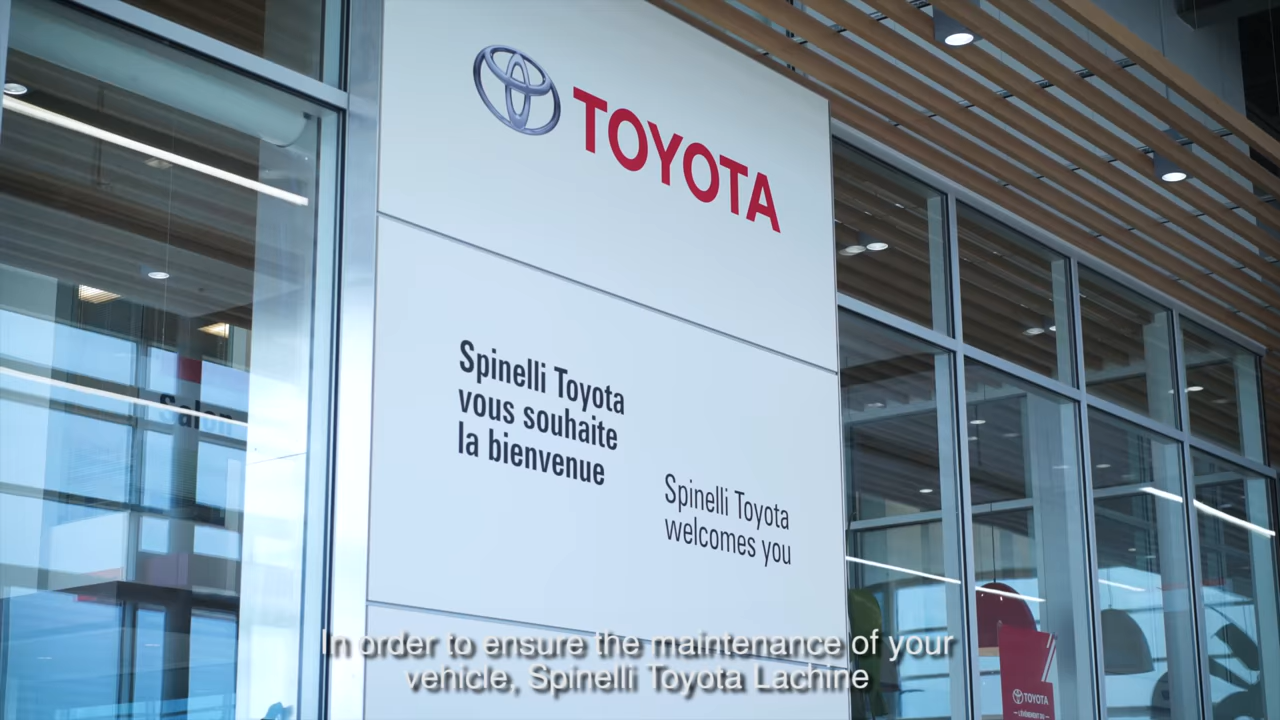 TOYOTA
Spinelli Toyota
vous souhaite
la bienvenue
Spinelli Toyota
welcomes you
Salon
TOYOTA
In order to ensure the maintenance of your
vehicle, Spinelli Toyota Lachine